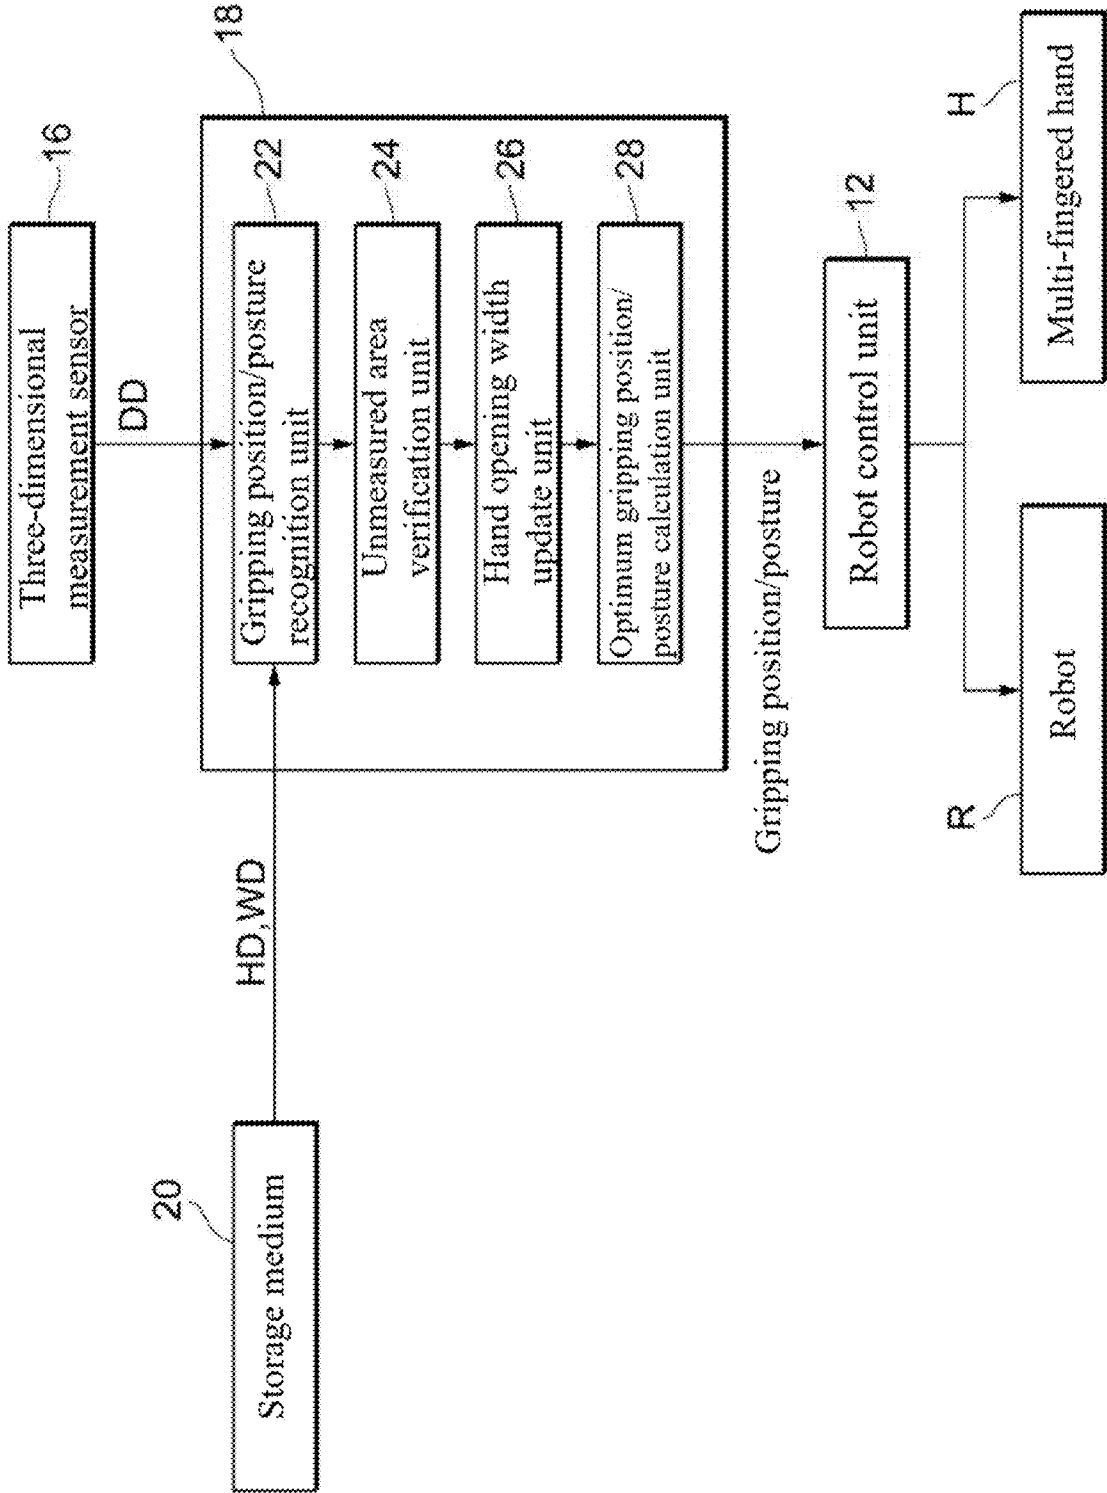 16
Three-dimensional
measurement sensor
DD
18
22
Gripping position/posture
recognition unit
24
Unmeasured area
verification unit
26
Hand opening width
update unit
28
Optimum gripping position/
posture calculation unit
20
Storage medium
HD,WD
Gripping position/posture
12
Robot control unit
R
Robot
H
Multi-fingered hand